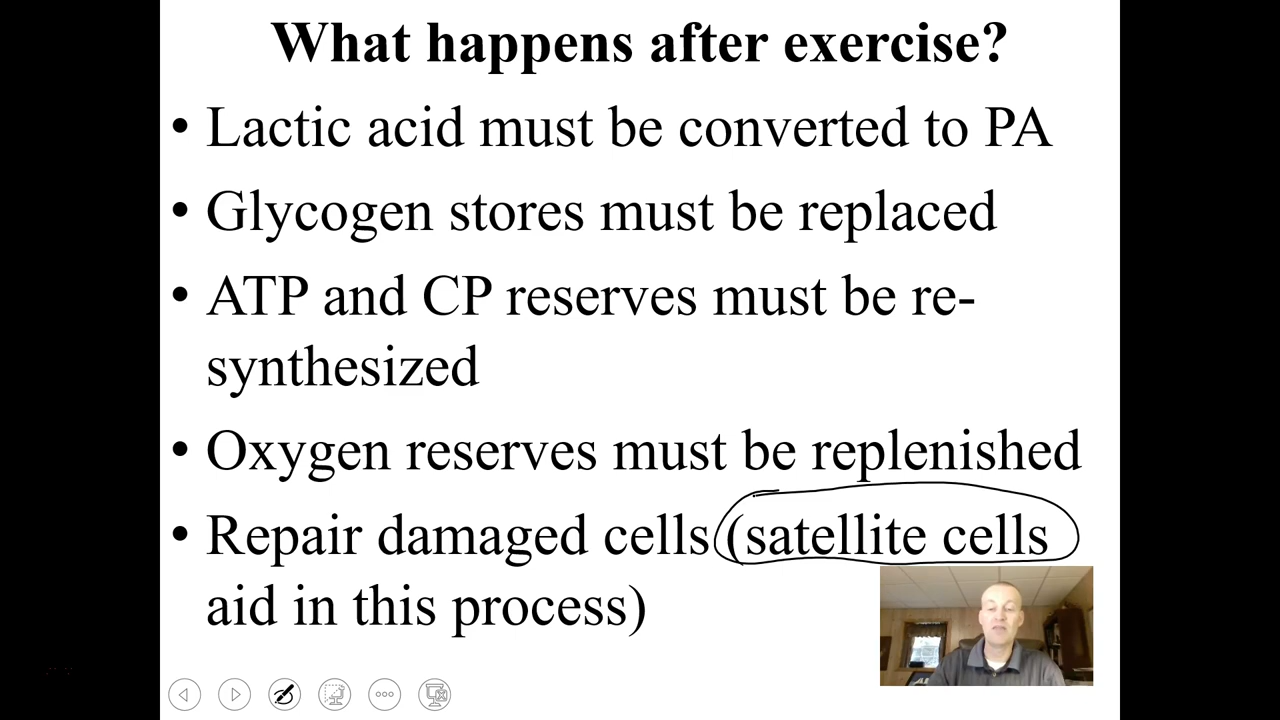 What happens after exercise?
• Lactic acid must be converted to PA
• Glycogen stores must be replaced
• ATP and CP reserves must be re-
synthesized
• Oxygen reserves must be replenished
• Repair damaged cells (satellite cells
aid in this process)